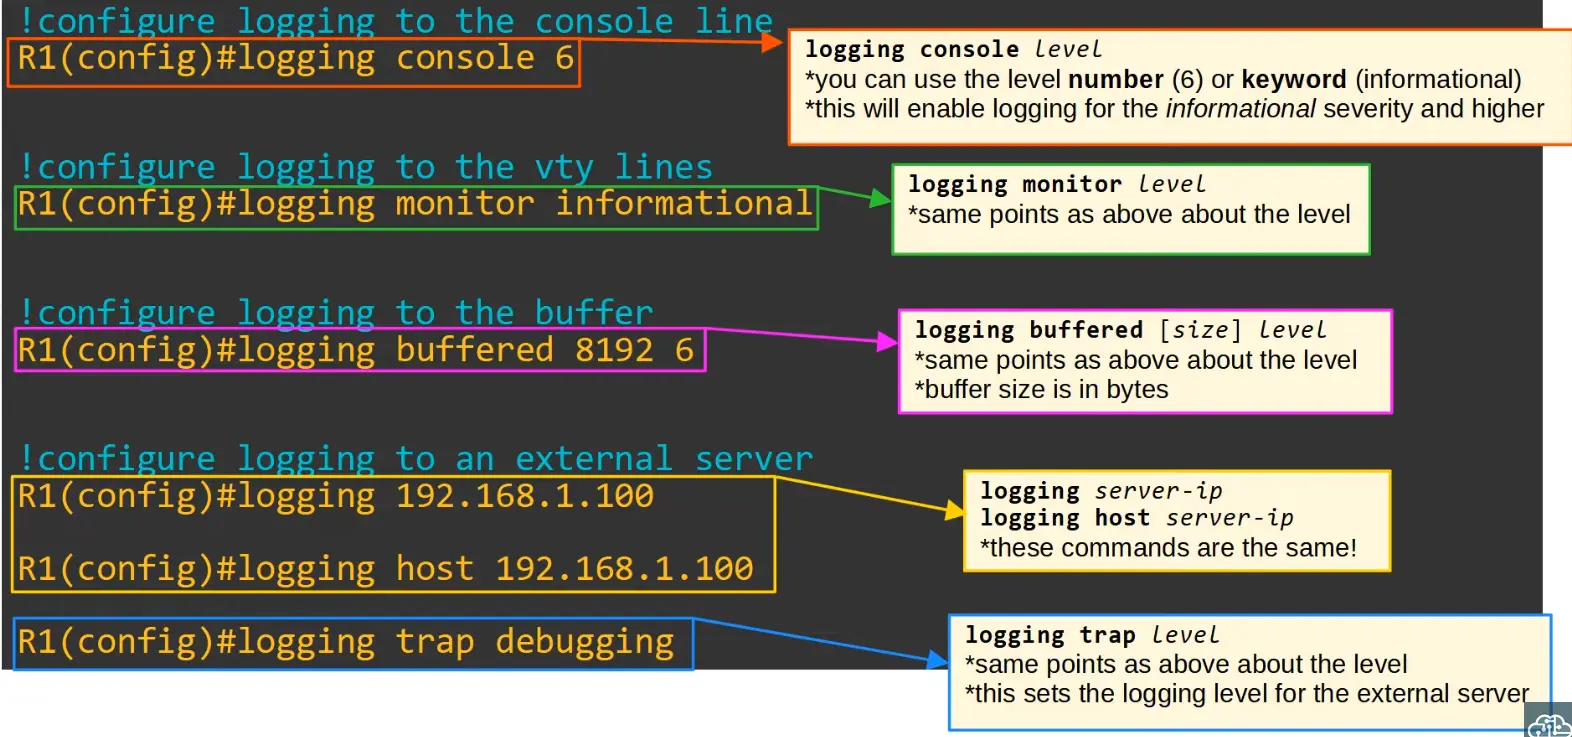 !configure logging to the console line
R1(config)#logging console 6
logging console level
*you can use the level number (6) or keyword (informational)
*this will enable logging for the informational severity and higher
!configure logging to the vty lines
R1(config)#logging monitor informational
logging monitor level
*same points as above about the level
!configure logging to the buffer
R1(config)#logging buffered 8192 6
logging buffered [size] level
*same points as above about the level
*buffer size is in bytes
!configure logging to an external server
R1(config)#logging 192.168.1.100
R1(config)#logging host 192.168.1.100
logging server-ip
logging host server-ip
*these commands are the same!
R1(config)#logging trap debugging
logging trap level
*same points as above about the level
*this sets the logging level for the external server